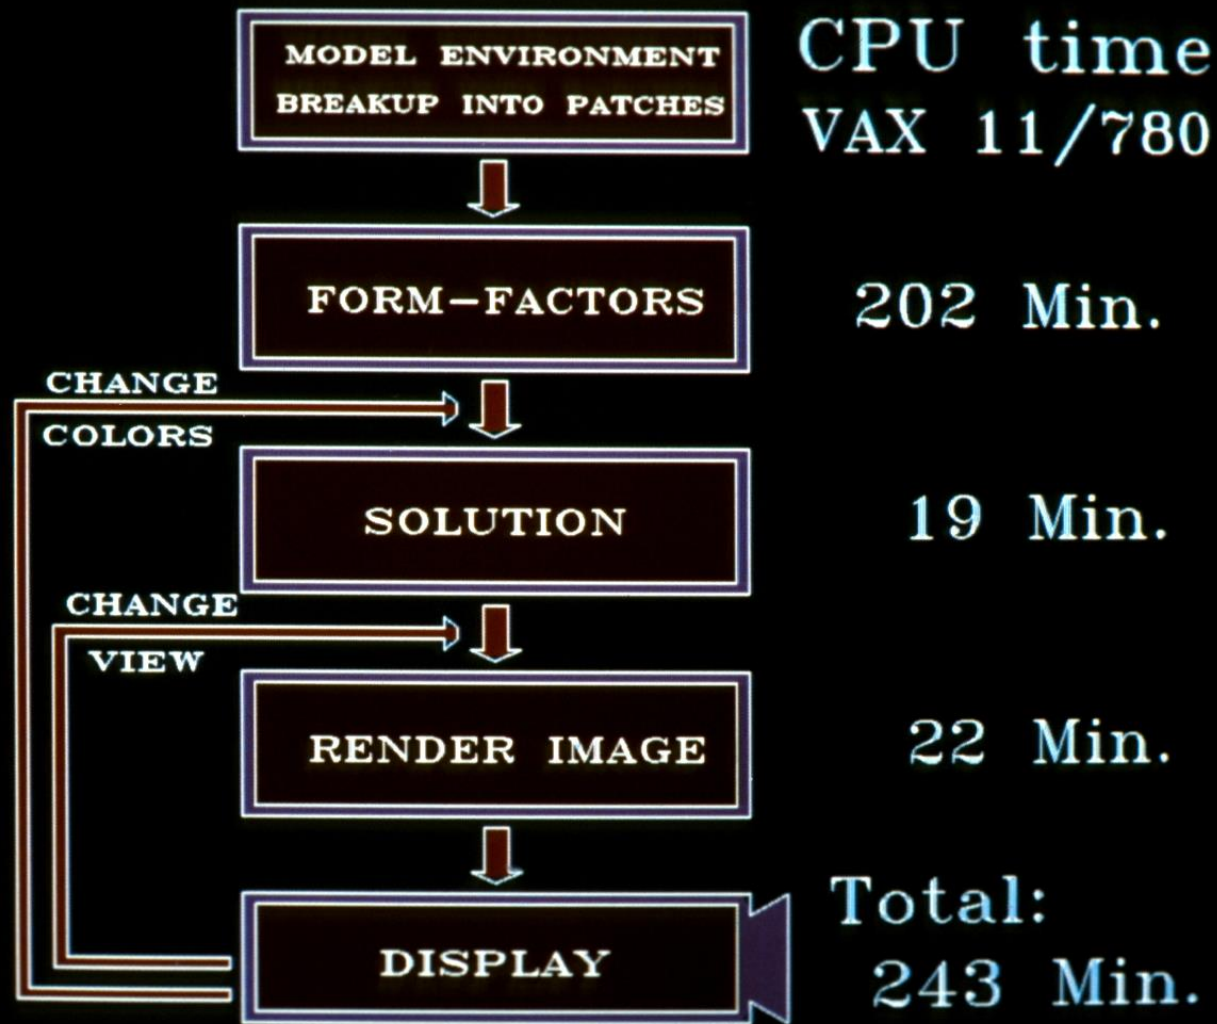 MODEL ENVIRONMENT
BREAKUP INTO PATCHES
CPU time
VAX 11/780
FORM-FACTORS
202 Min.
CHANGE
COLORS
SOLUTION
19 Min.
CHANGE
VIEW
RENDER IMAGE
22 Min.
DISPLAY
Total:
243 Min.